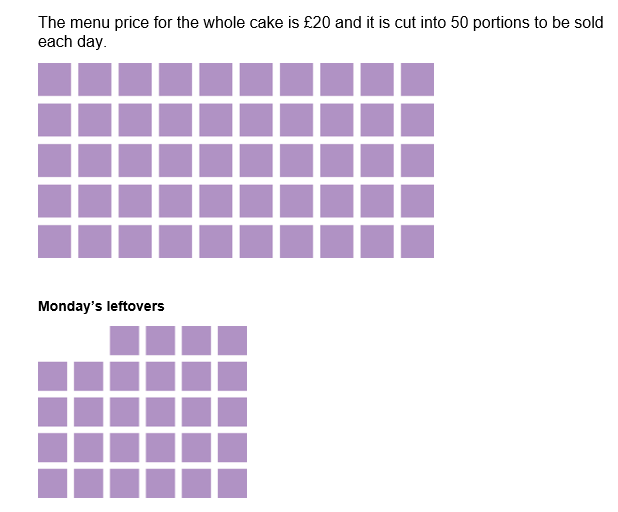 The menu price for the whole cake is £20 and it is cut into 50 portions to be sold
each day.
Monday's leftovers